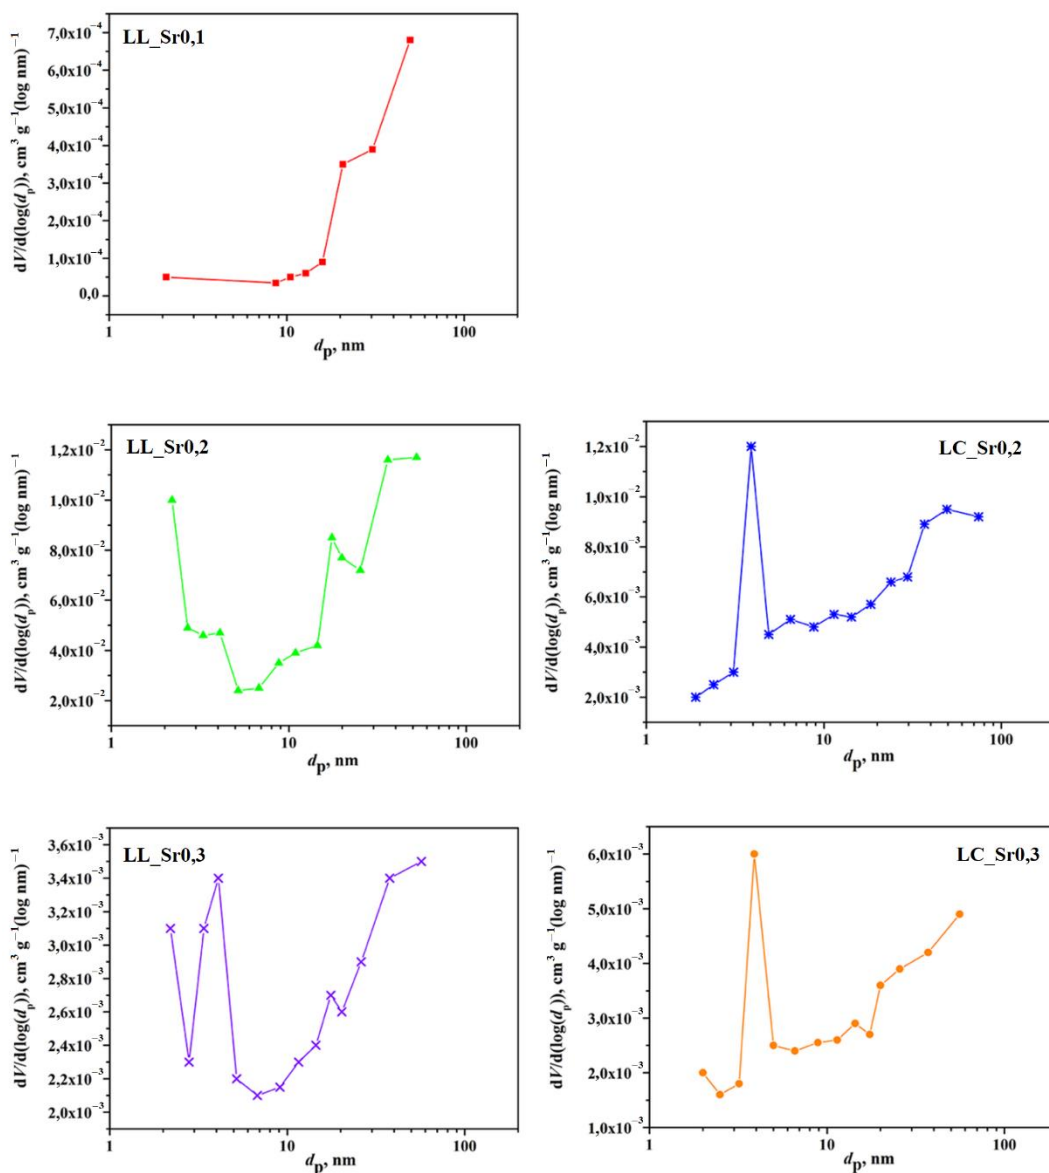 LL_Sr0,1
7,0x10⁻⁴
6,0x10⁻⁴
5,0x10⁻⁴
4,0x10⁻⁴
3,0x10⁻⁴
2,0x10⁻⁴
1,0x10⁻⁴
0,0
dV/d(log(dₚ)), cm³ g⁻¹(log nm)⁻¹
1 10 100
dₚ, nm
LL_Sr0,2
1,2x10⁻²
1,0x10⁻²
8,0x10⁻²
6,0x10⁻²
4,0x10⁻²
2,0x10⁻²
dV/d(log(dₚ)), cm³ g⁻¹(log nm)⁻¹
1 10 100
dₚ, nm
LC_Sr0,2
1,2x10⁻²
1,0x10⁻²
8,0x10⁻³
6,0x10⁻³
4,0x10⁻³
2,0x10⁻³
dV/d(log(dₚ)), cm³ g⁻¹(log nm)⁻¹
1 10 100
dₚ, nm
LL_Sr0,3
3,6x10⁻³
3,4x10⁻³
3,2x10⁻³
3,0x10⁻³
2,8x10⁻³
2,6x10⁻³
2,4x10⁻³
2,2x10⁻³
2,0x10⁻³
dV/d(log(dₚ)), cm³ g⁻¹(log nm)⁻¹
1 10 100
dₚ, nm
LC_Sr0,3
6,0x10⁻³
5,0x10⁻³
4,0x10⁻³
3,0x10⁻³
2,0x10⁻³
1,0x10⁻³
dV/d(log(dₚ)), cm³ g⁻¹(log nm)⁻¹
1 10 100
dₚ, nm